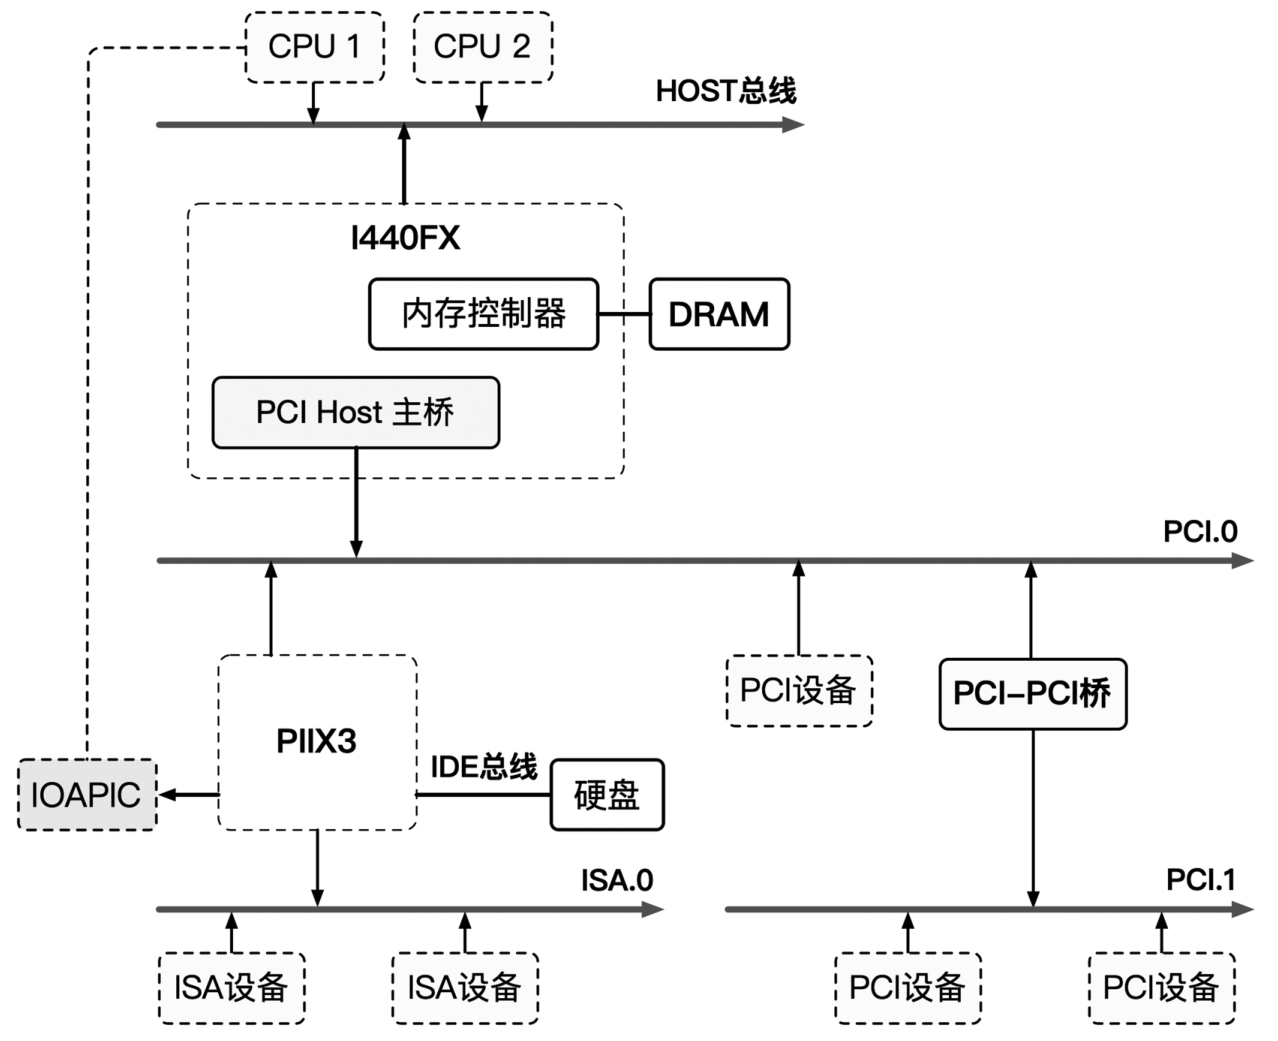 CPU 1
CPU 2
HOST总线
I440FX
内存控制器
DRAM
PCI Host 主桥
PCI.0
PCI设备
PCI–PCI桥
PIIX3
IDE总线
硬盘
IOAPIC
ISA.0
PCI.1
ISA设备
ISA设备
PCI设备
PCI设备